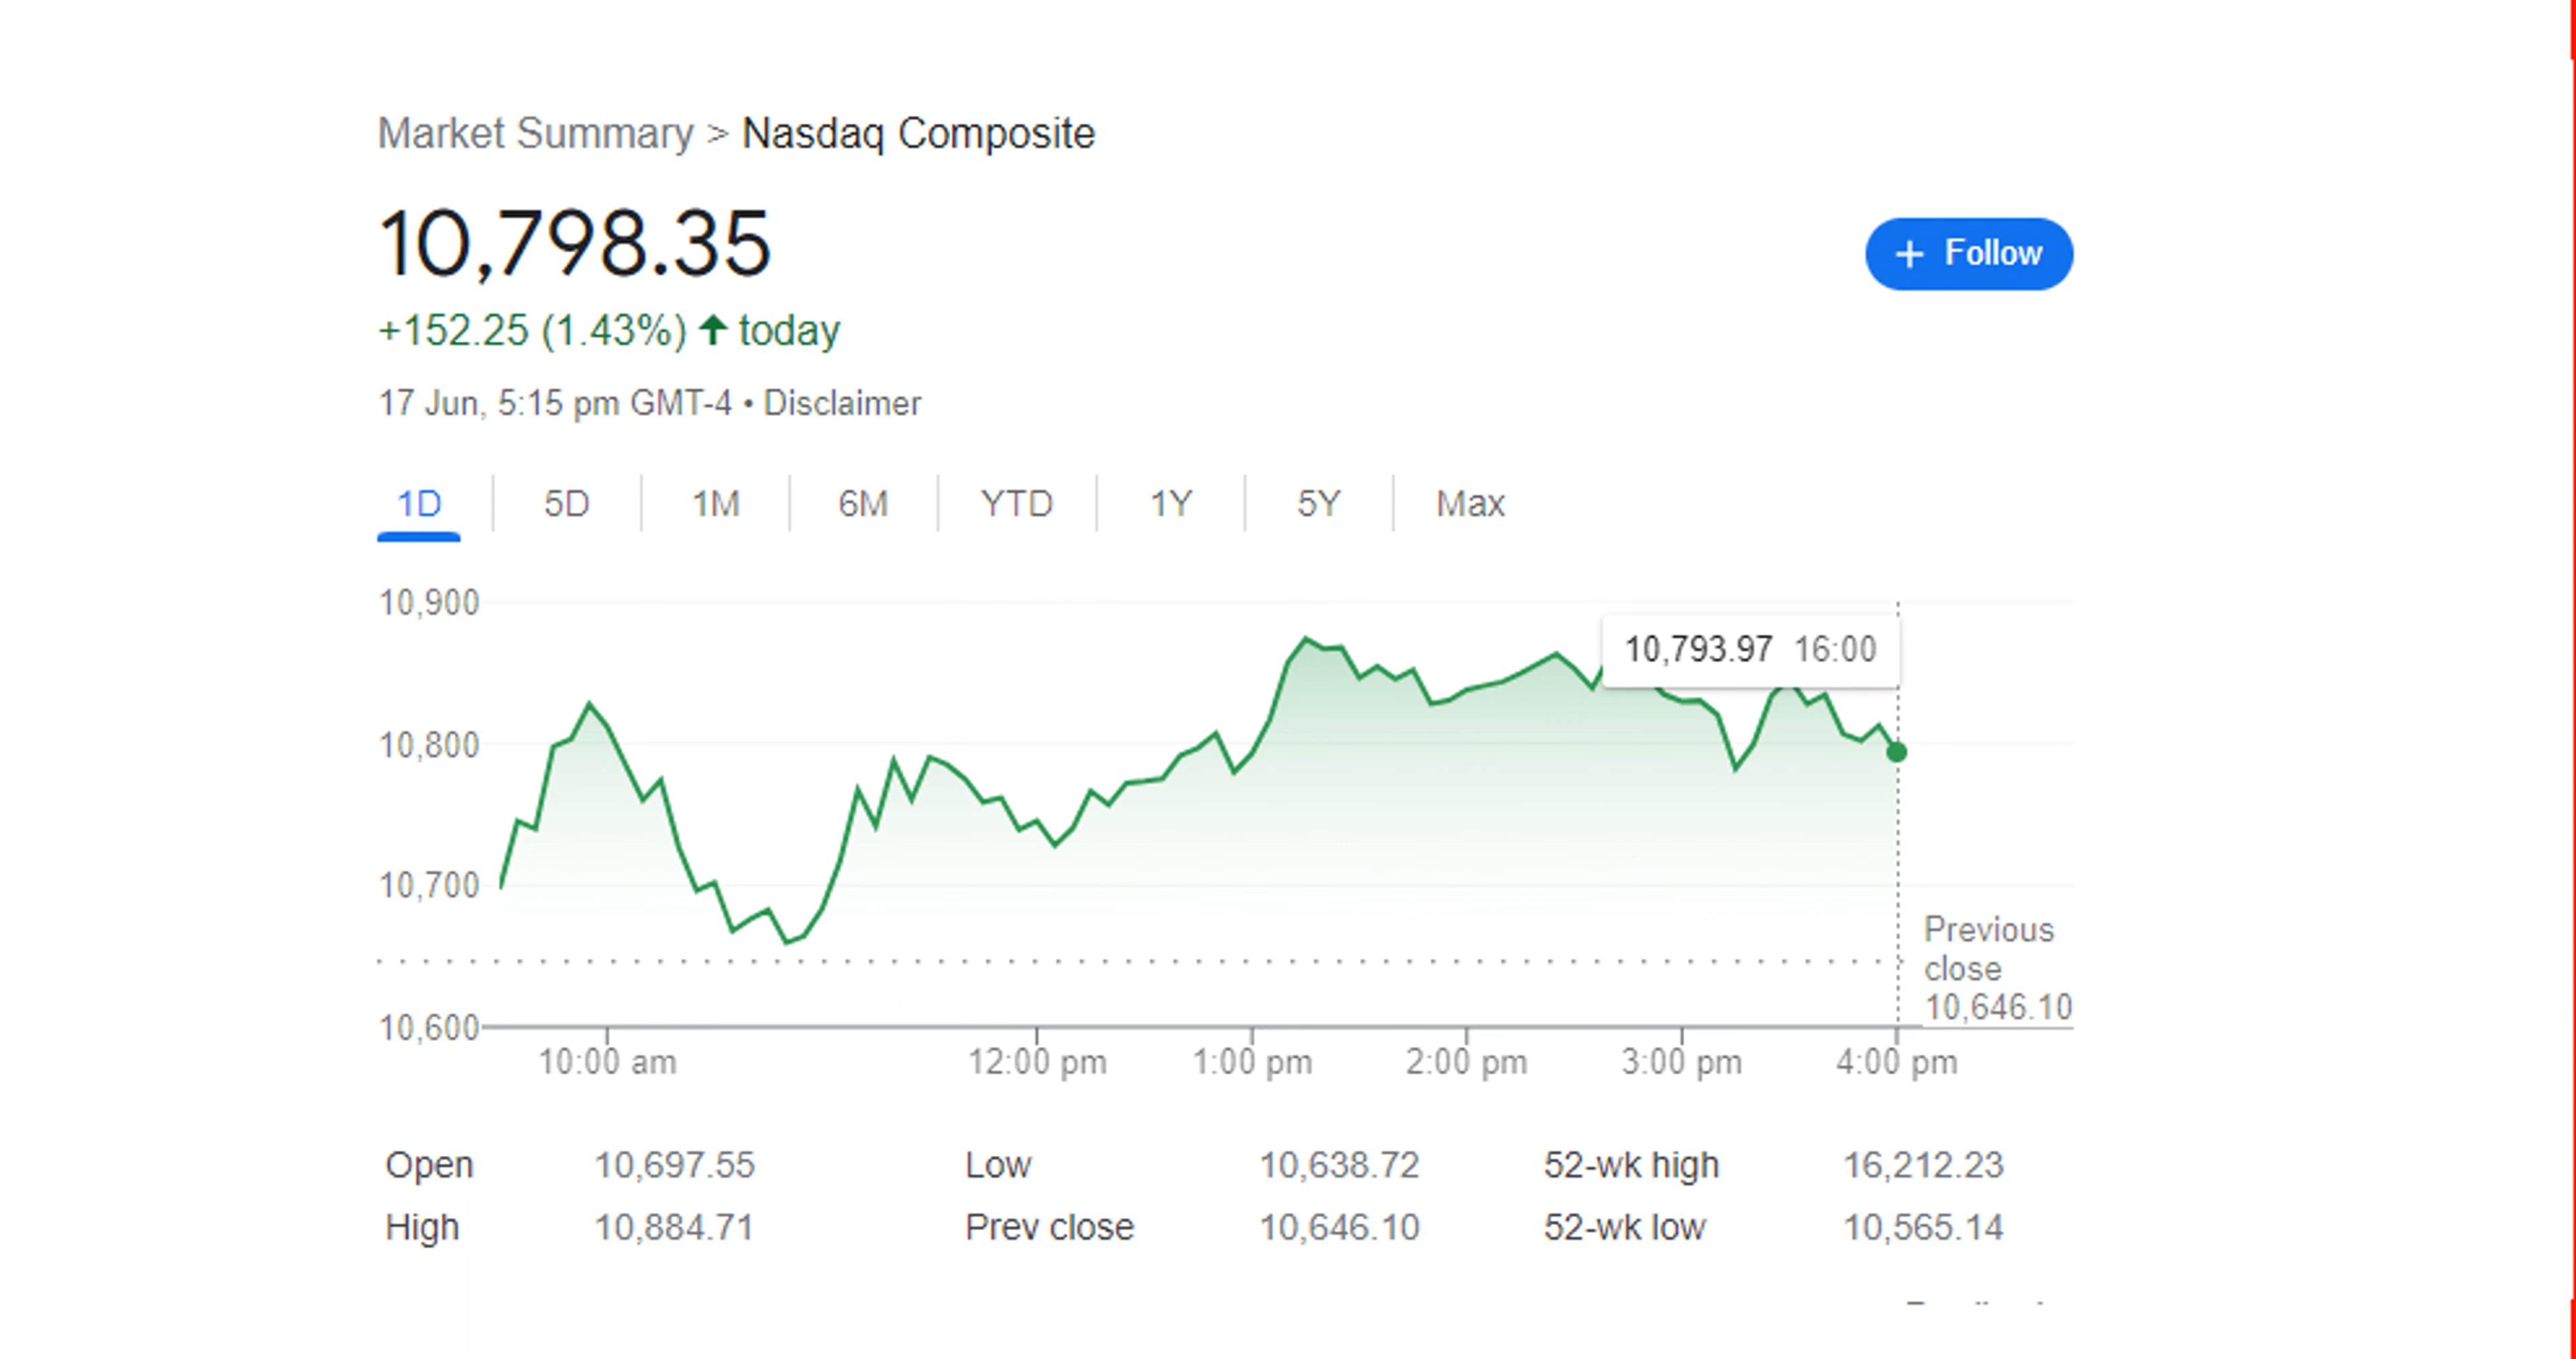 Market Summary > Nasdaq Composite
10,798.35
+ Follow
+152.25 (1.43%) ↑ today
17 Jun, 5:15 pm GMT-4 • Disclaimer
1D 5D 1M 6M YTD 1Y 5Y Max
10,900
10,793.97 16:00
10,800
10,700
Previous
close
10,646.10
10,600
10:00 am 12:00 pm 1:00 pm 2:00 pm 3:00 pm 4:00 pm
Open 10,697.55 Low 10,638.72 52-wk high 16,212.23
High 10,884.71 Prev close 10,646.10 52-wk low 10,565.14